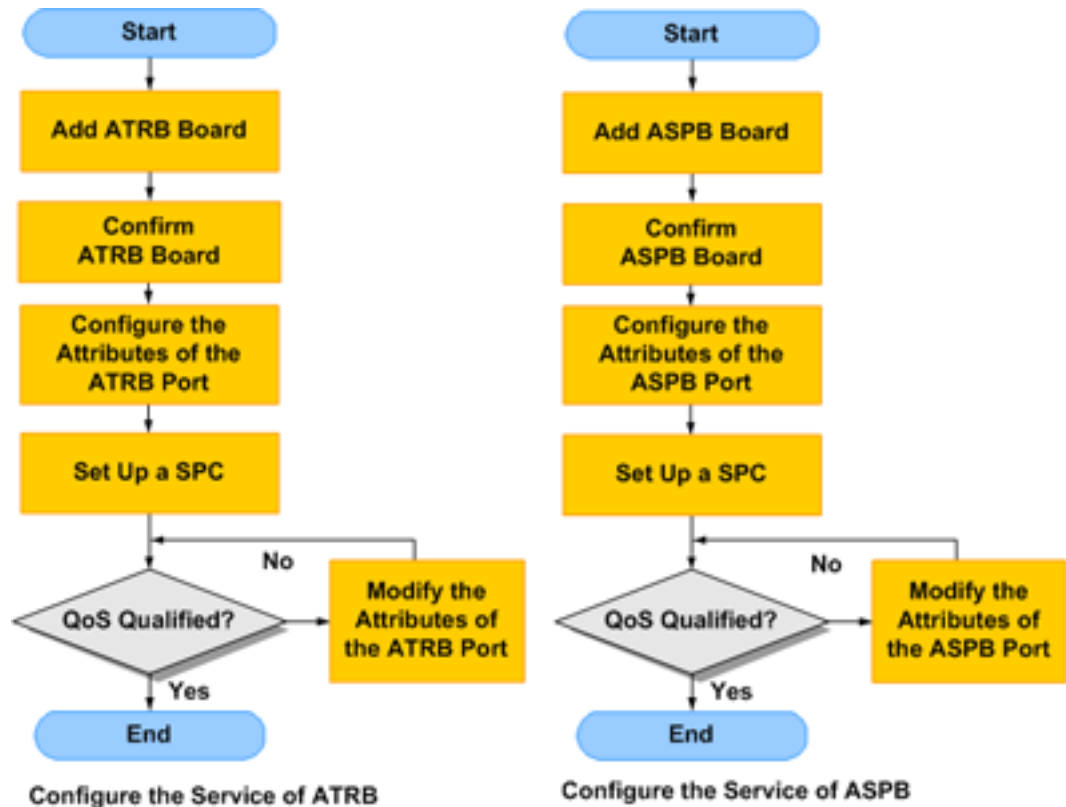 Start
Add ATRB Board
Confirm
ATRB Board
Configure the
Attributes of the
ATRB Port
Set Up a SPC
No
QoS Qualified?
Modify the
Attributes of
the ATRB Port
Yes
End
Configure the Service of ATRB
Start
Add ASPB Board
Confirm
ASPB Board
Configure the
Attributes of the
ASPB Port
Set Up a SPC
No
QoS Qualified?
Modify the
Attributes of
the ASPB Port
Yes
End
Configure the Service of ASPB